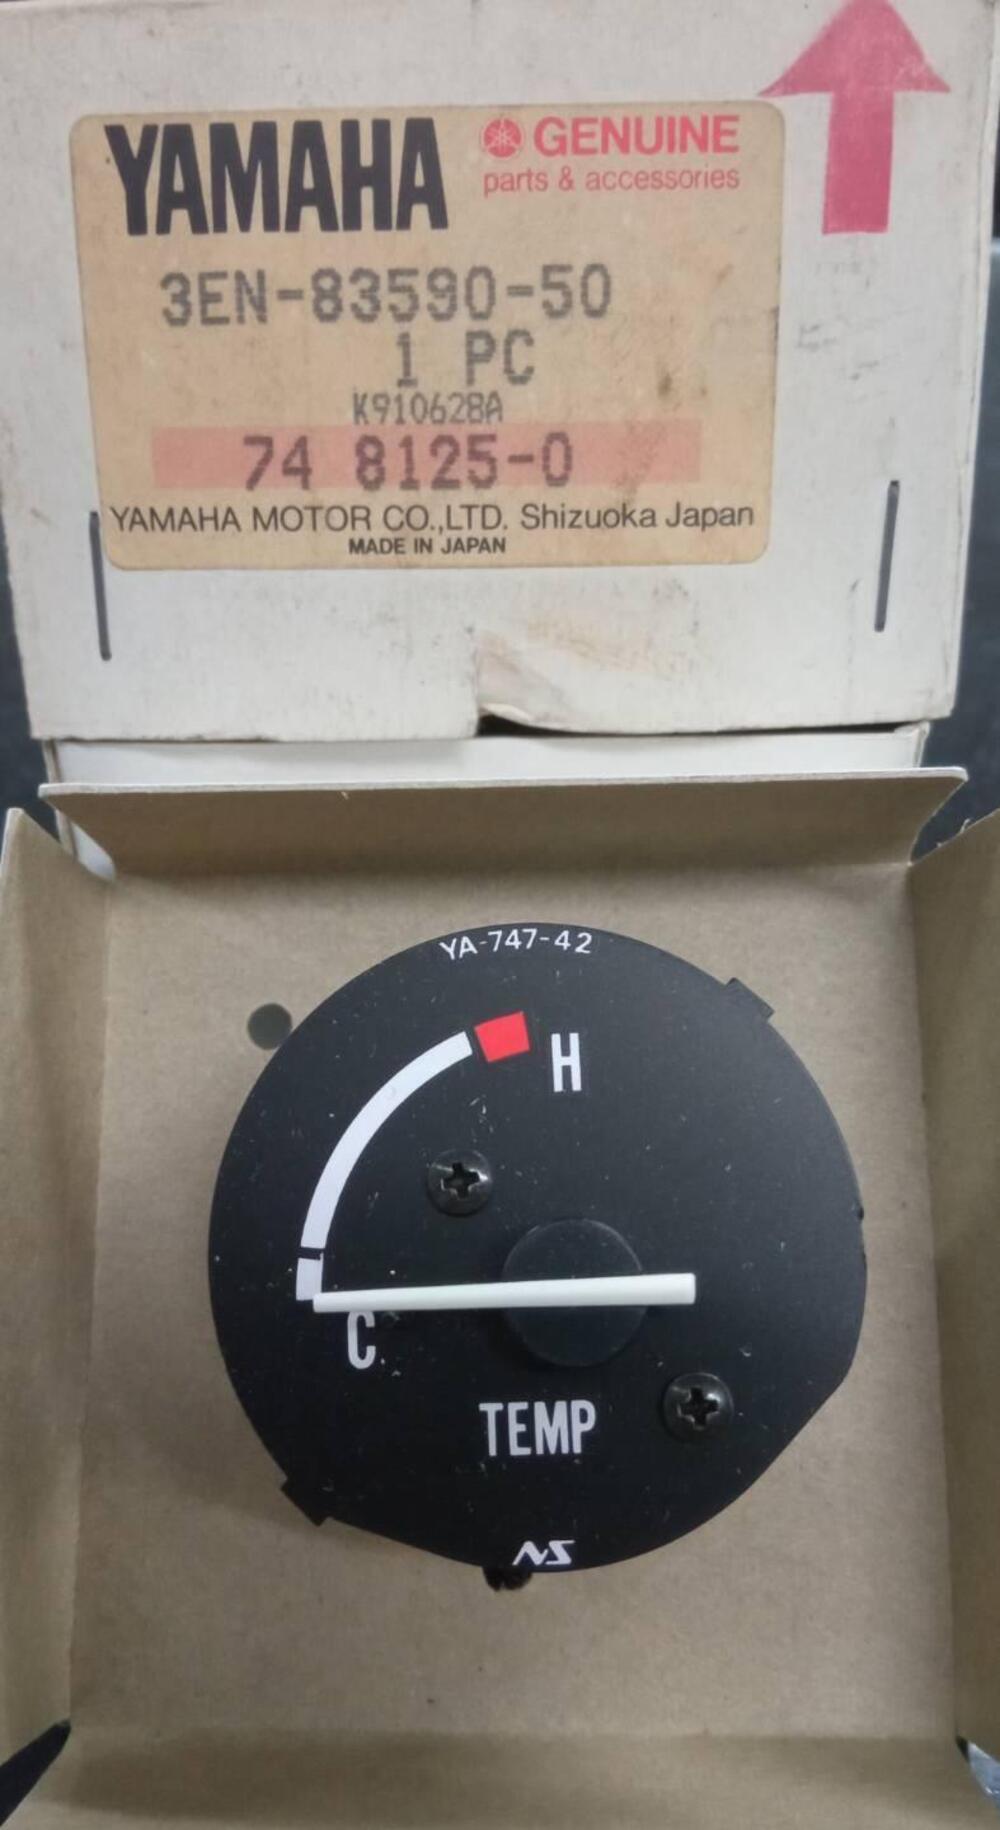 YAMAHA
GENUINE
parts & accessories
3EN-83590-50
1 PC
K910628A
74 8125-0
YAMAHA MOTOR CO.,LTD. Shizuoka Japan
MADE IN JAPAN
YA-747-42
H
C
TEMP
NS